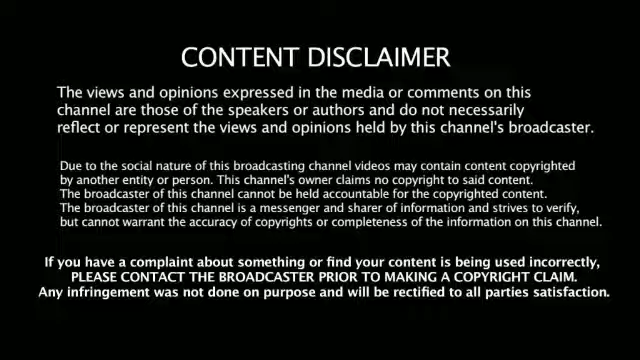 CONTENT DISCLAIMER
The views and opinions expressed in the media or comments on this
channel are those of the speakers or authors and do not necessarily
reflect or represent the views and opinions held by this channel's broadcaster.
Due to the social nature of this broadcasting channel videos may contain content copyrighted
by another entity or person. This channel's owner claims no copyright to said content.
The broadcaster of this channel cannot be held accountable for the copyrighted content.
The broadcaster of this channel is a messenger and sharer of information and strives to verify,
but cannot warrant the accuracy of copyrights or completeness of the information on this channel.
If you have a complaint about something or find your content is being used incorrectly,
PLEASE CONTACT THE BROADCASTER PRIOR TO MAKING A COPYRIGHT CLAIM.
Any infringement was not done on purpose and will be rectified to all parties satisfaction.